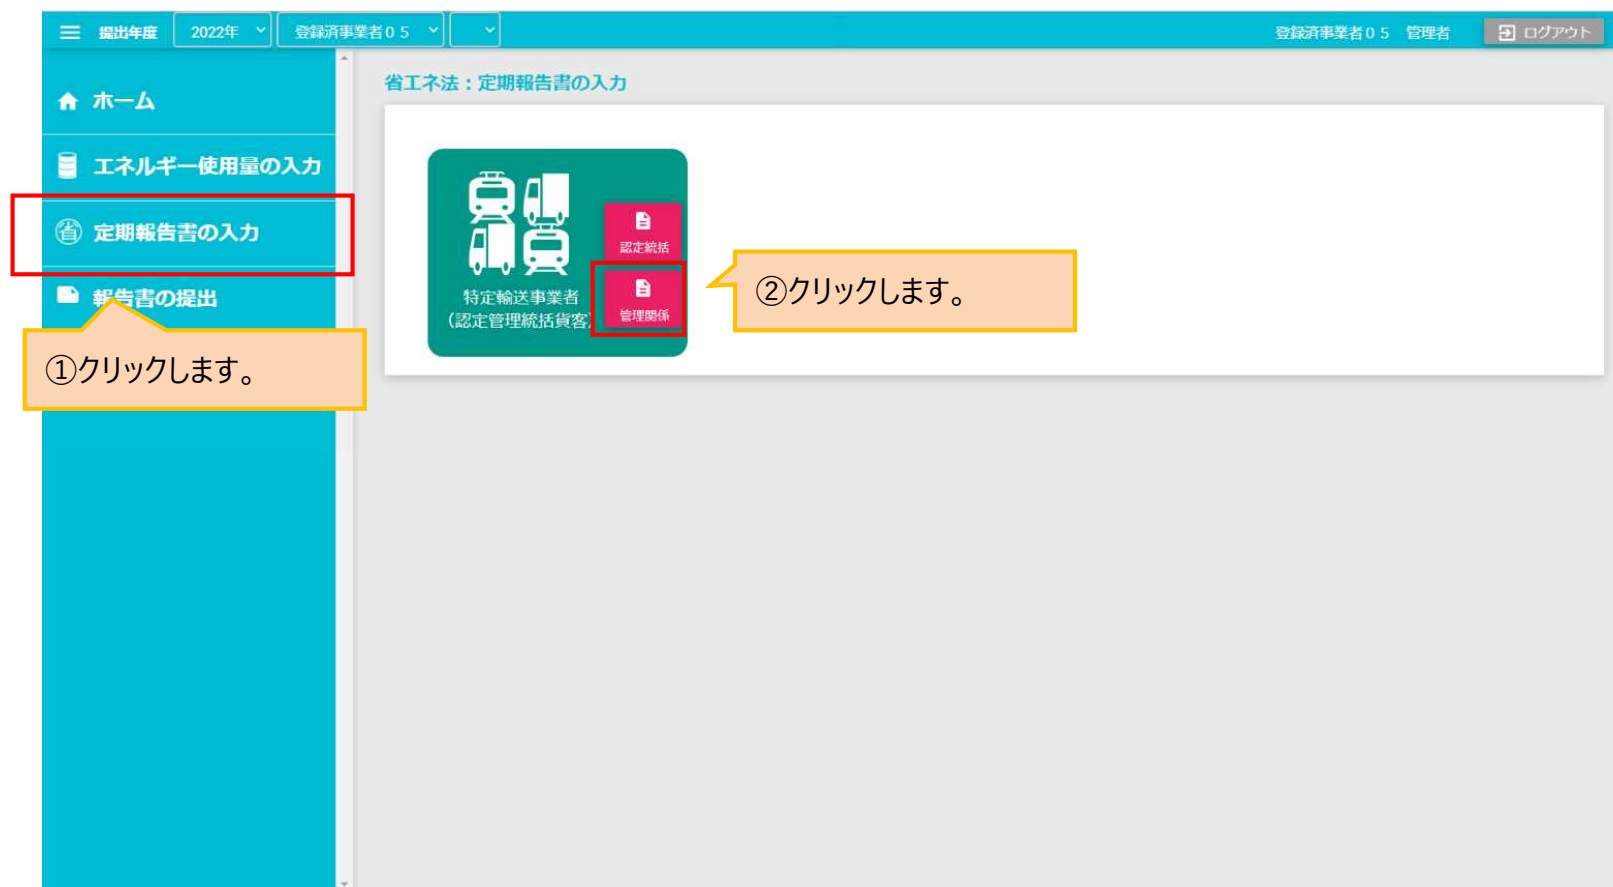 提出年度 2022年 登録済事業者05 登録済事業者05 管理者 ログアウト
省エネ法：定期報告書の入力
ホーム
エネルギー使用量の入力
定期報告書の入力
報告書の提出
①クリックします。
認定統括
特定輸送事業者
（認定管理統括貨客）
管理関係
②クリックします。